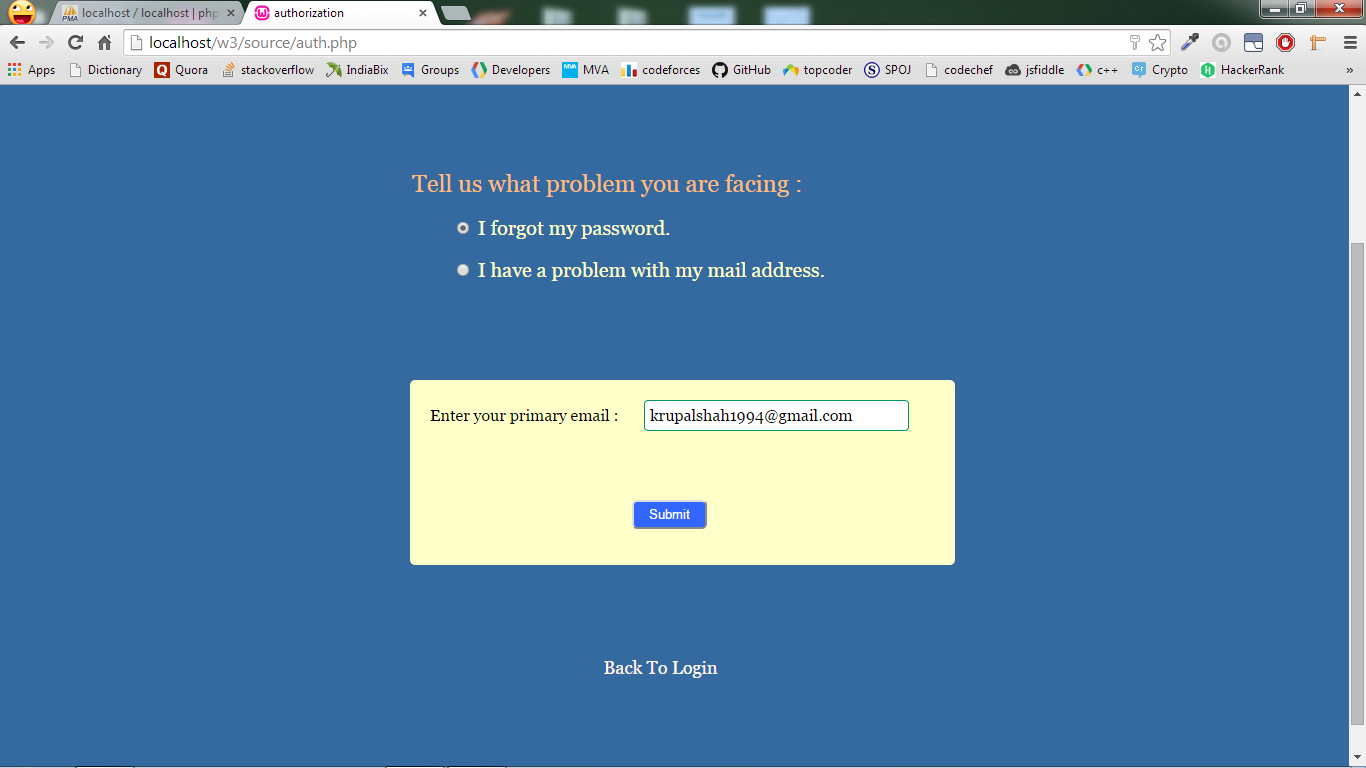 localhost / localhost | php
authorization
localhost/w3/source/auth.php
Apps Dictionary Quora stackoverflow IndiaBix Groups Developers MVA codeforces GitHub topcoder SPOJ codechef jsfiddle c++ Crypto HackerRank »
Tell us what problem you are facing :
I forgot my password.
I have a problem with my mail address.
Enter your primary email : krupalshah1994@gmail.com
Submit
Back To Login